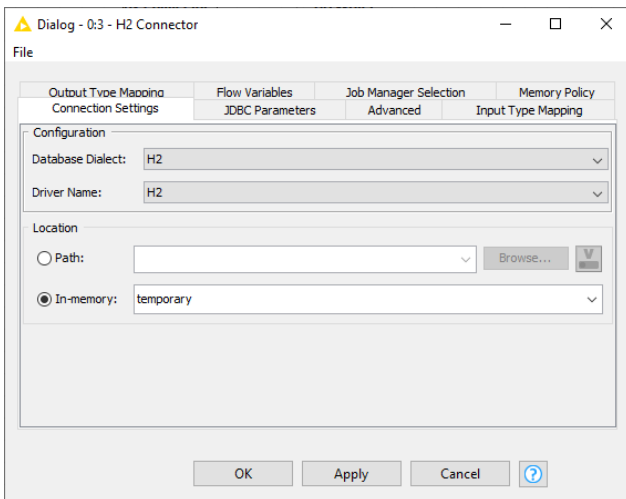 Dialog - 0:3 - H2 Connector
File
Output Type Mapping Flow Variables Job Manager Selection Memory Policy
Connection Settings JDBC Parameters Advanced Input Type Mapping
Configuration
Database Dialect: H2
Driver Name: H2
Location
Path: Browse... V
In-memory: temporary
OK Apply Cancel ?